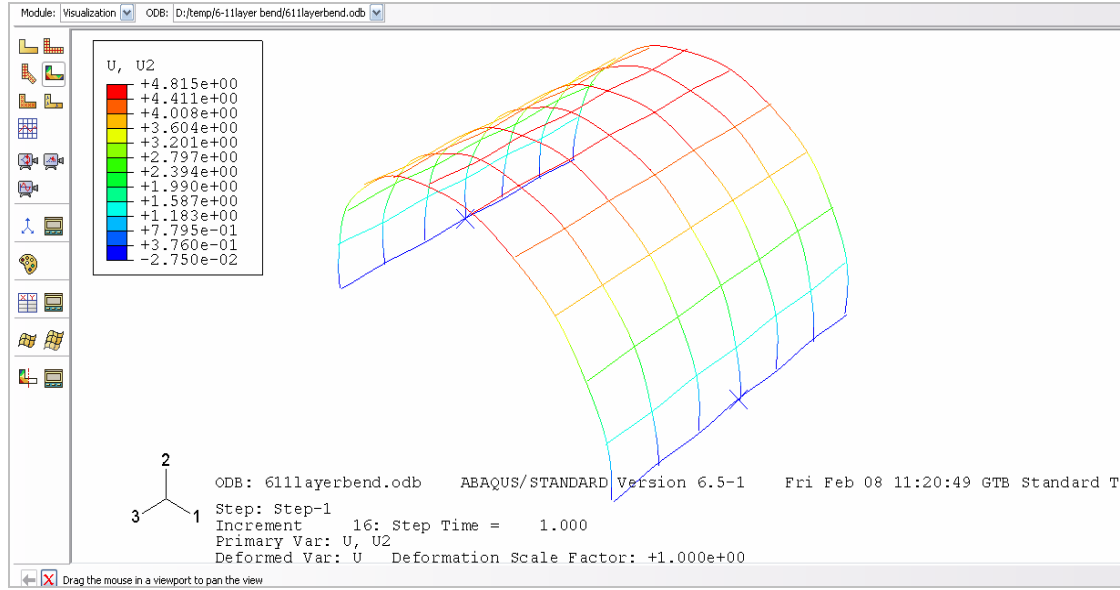 Module: Visualization ODB: D:/temp/6-11layer bend/611layerbend.odb
U, U2
+4.815e+00
+4.411e+00
+4.008e+00
+3.604e+00
+3.201e+00
+2.797e+00
+2.394e+00
+1.990e+00
+1.587e+00
+1.183e+00
+7.795e-01
+3.760e-01
-2.750e-02
2
3
1
ODB: 611layerbend.odb ABAQUS/STANDARD Version 6.5-1 Fri Feb 08 11:20:49 GTB Standard T
Step: Step-1
Increment 16: Step Time = 1.000
Primary Var: U, U2
Deformed Var: U Deformation Scale Factor: +1.000e+00
Drag the mouse in a viewport to pan the view